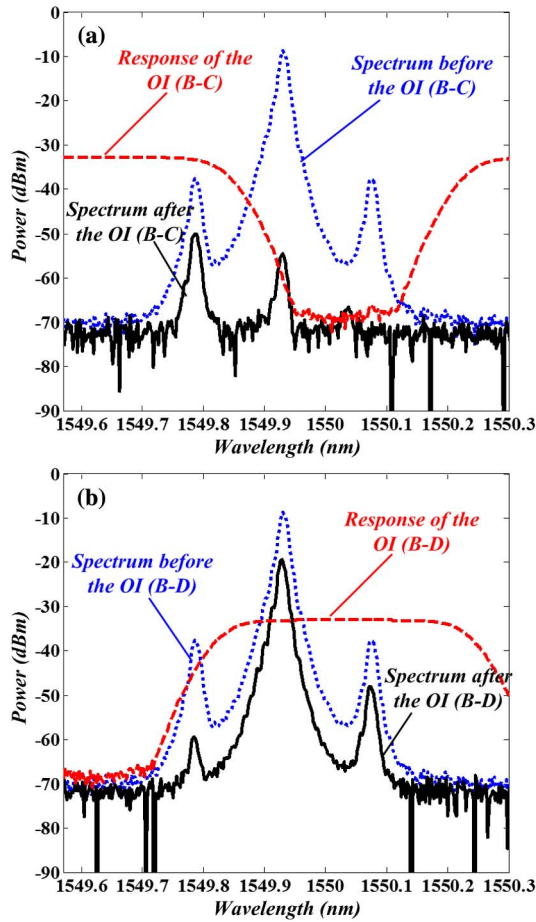 0
(a)
Response of the
OI (B-C)
Spectrum before
the OI (B-C)
-10
-20
-30
-40
Spectrum after
the OI (B-C)
-50
-60
-70
-80
-90
Power (dBm)
1549.6 1549.7 1549.8 1549.9 1550 1550.1 1550.2 1550.3
Wavelength (nm)
0
(b)
-10
Response of the
OI (B-D)
Spectrum before
the OI (B-D)
-20
-30
-40
Spectrum after
the OI (B-D)
-50
-60
-70
-80
-90
Power (dBm)
1549.6 1549.7 1549.8 1549.9 1550 1550.1 1550.2 1550.3
Wavelength (nm)